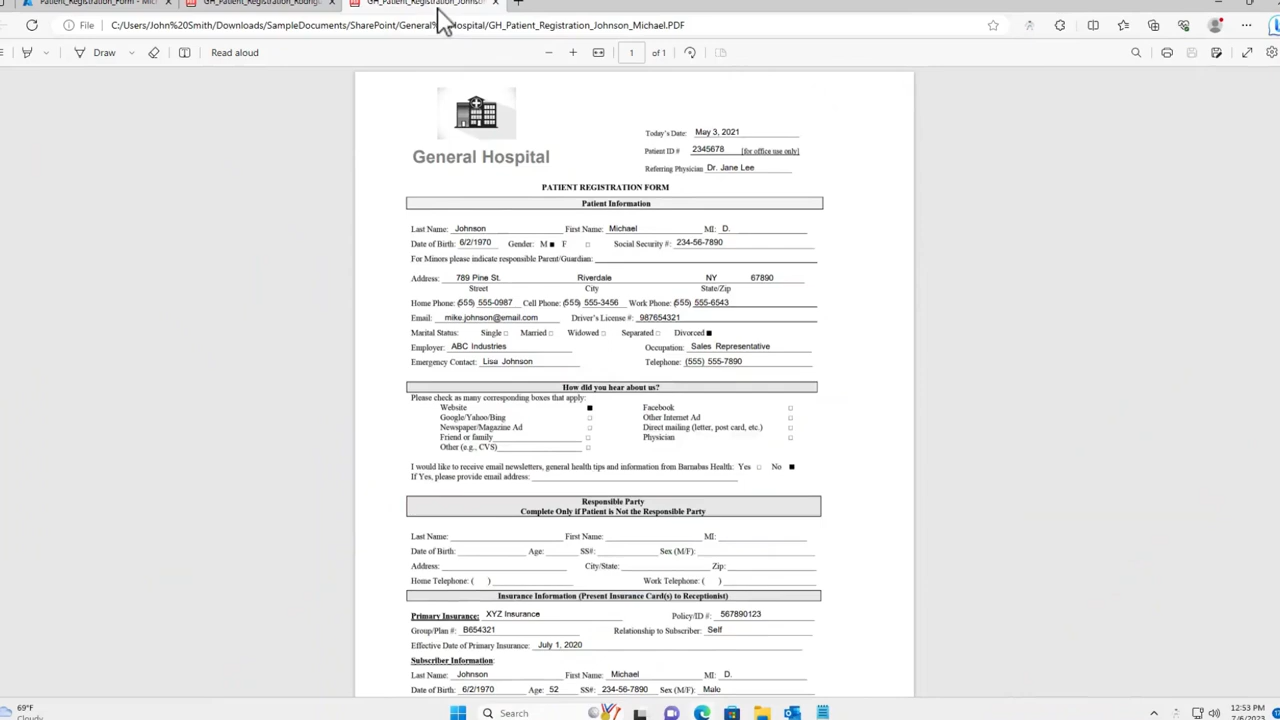 Patient_Registration_Form - Mic
GH_Patient_Registration_Rodrig
GH_Patient_Registration_Johnso
File
C:/Users/John%20Smith/Downloads/SampleDocuments/SharePoint/General% Hospital/GH_Patient_Registration_Johnson_Michael.PDF
Draw
Read aloud
1 of 1
General Hospital
Today's Date: May 3, 2021
Patient ID # 2345678 [for office use only]
Referring Physician Dr. Jane Lee
PATIENT REGISTRATION FORM
Patient Information
Last Name: Johnson First Name: Michael MI: D.
Date of Birth: 6/2/1970 Gender: M ■ F □ Social Security #: 234-56-7890
For Minors please indicate responsible Parent/Guardian:
Address: 789 Pine St. Riverdale NY 67890
Street City State/Zip
Home Phone: (555) 555-0987 Cell Phone: (555) 555-3456 Work Phone: (555) 555-6543
Email: mike.johnson@email.com Driver's License #: 987654321
Marital Status: Single □ Married □ Widowed □ Separated □ Divorced ■
Employer: ABC Industries Occupation: Sales Representative
Emergency Contact: Lisa Johnson Telephone: (555) 555-7890
How did you hear about us?
Please check as many corresponding boxes that apply:
Website ■ Facebook □
Google/Yahoo/Bing □ Other Internet Ad □
Newspaper/Magazine Ad □ Direct mailing (letter, post card, etc.) □
Friend or family □ Physician □
Other (e.g., CVS) □
I would like to receive email newsletters, general health tips and information from Barnabas Health: Yes □ No ■
If Yes, please provide email address:
Responsible Party
Complete Only if Patient is Not the Responsible Party
Last Name: First Name: MI:
Date of Birth: Age: SS#: Sex (M/F):
Address: City/State: Zip:
Home Telephone: ( ) Work Telephone: ( )
Insurance Information (Present Insurance Card(s) to Receptionist)
Primary Insurance: XYZ Insurance Policy/ID #: 567890123
Group/Plan #: B654321 Relationship to Subscriber: Self
Effective Date of Primary Insurance: July 1, 2020
Subscriber Information:
Last Name: Johnson First Name: Michael MI: D.
Date of Birth: 6/2/1970 Age: 52 SS#: 234-56-7890 Sex (M/F): Male
69°F
Cloudy
Search
12:53 PM